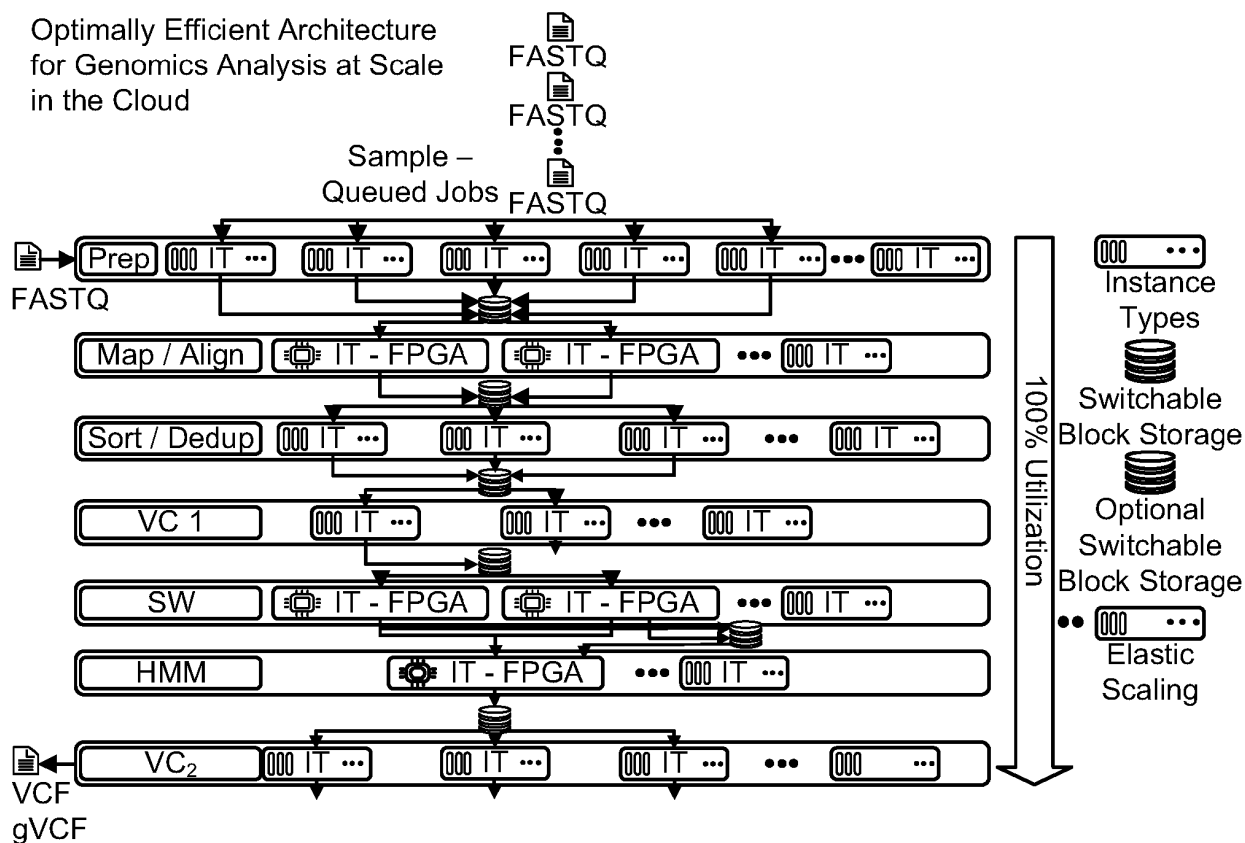 Optimally Efficient Architecture
for Genomics Analysis at Scale
in the Cloud
FASTQ
FASTQ
Sample –
Queued Jobs
FASTQ
Prep IT IT IT IT IT IT
FASTQ
Map / Align IT - FPGA IT - FPGA IT
Sort / Dedup IT IT IT IT
VC 1 IT IT IT
SW IT - FPGA IT - FPGA IT
HMM IT - FPGA IT
VC₂ IT IT IT
VCF
gVCF
100% Utilization
Instance
Types
Switchable
Block Storage
Optional
Switchable
Block Storage
Elastic
Scaling